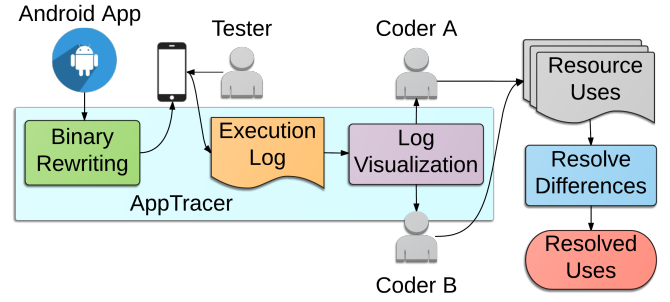 Android App
Tester
Coder A
Binary
Rewriting
Execution
Log
Log
Visualization
AppTracer
Coder B
Resource
Uses
Resolve
Differences
Resolved
Uses